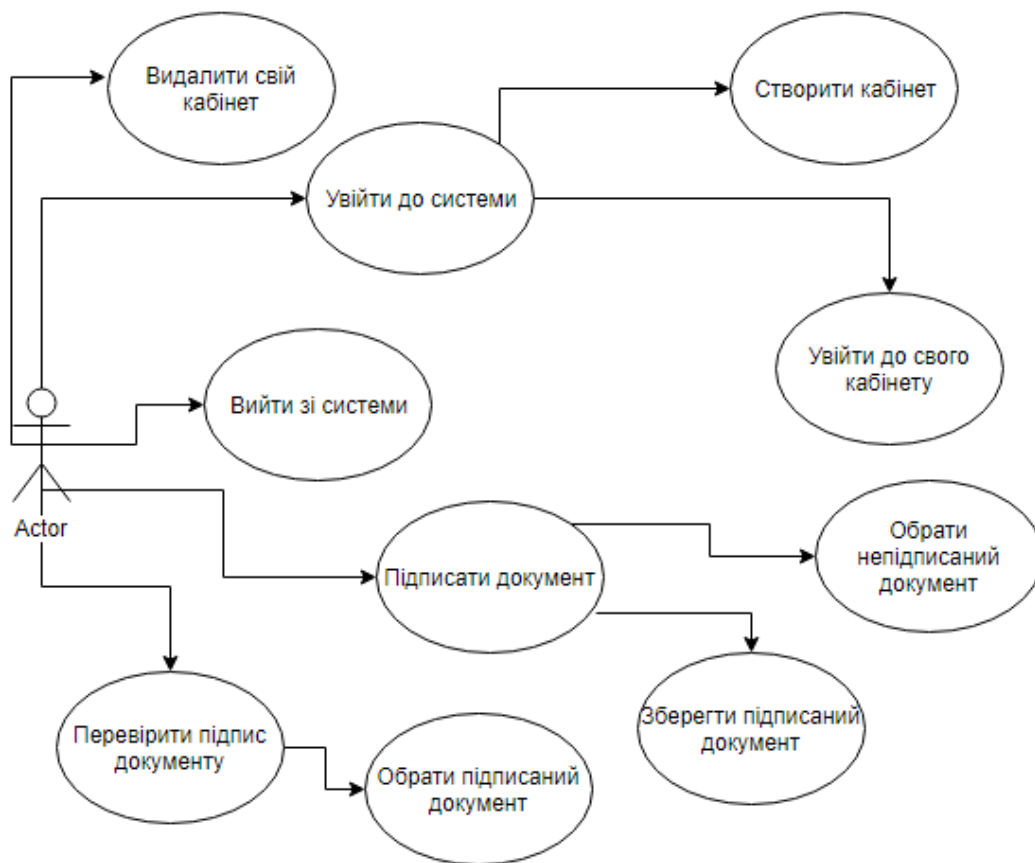 Видалити свій
кабінет
Створити кабінет
Увійти до системи
Увійти до свого
кабінету
Вийти зі системи
Actor
Обрати
непідписаний
документ
Підписати документ
Зберегти підписаний
документ
Перевірити підпис
документу
Обрати підписаний
документ